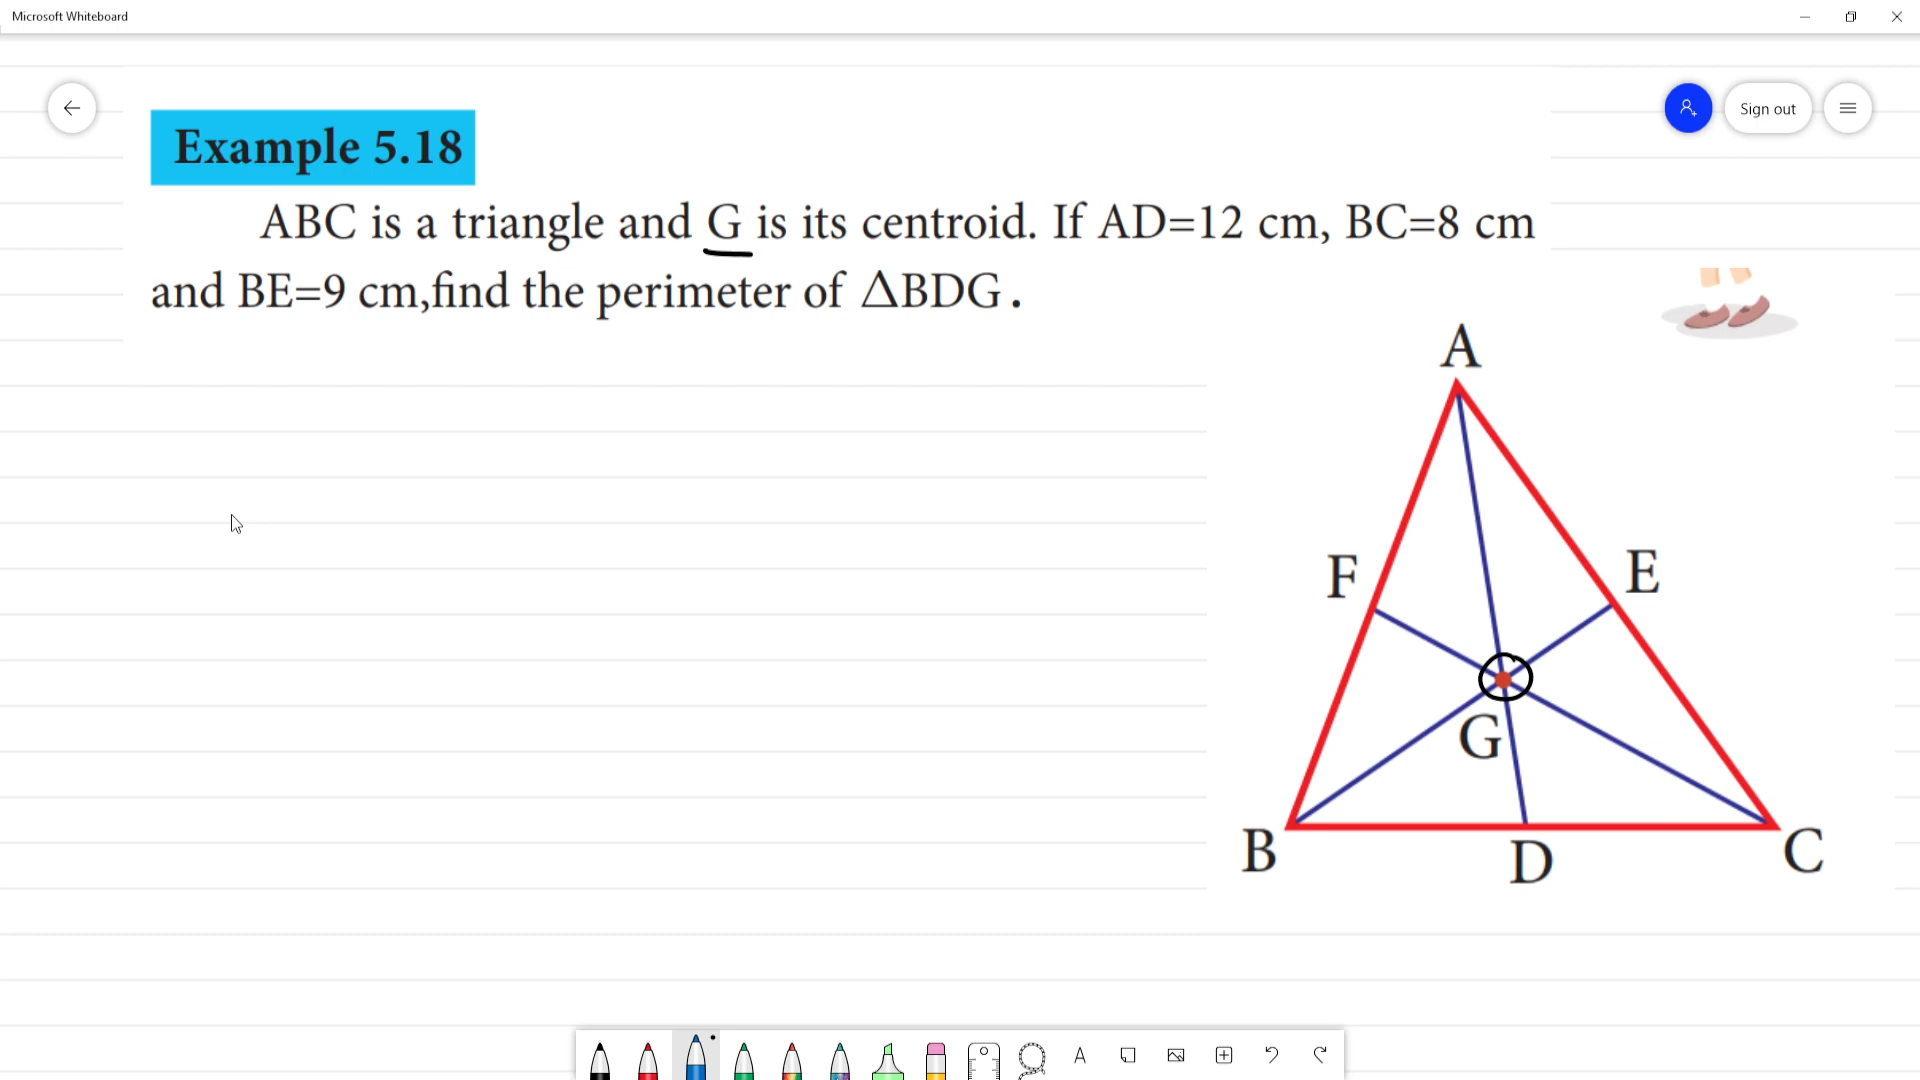 Microsoft Whiteboard
Sign out
Example 5.18
ABC is a triangle and G is its centroid. If AD=12 cm, BC=8 cm
and BE=9 cm,find the perimeter of ΔBDG.
A
F
E
G
B
D
C
A